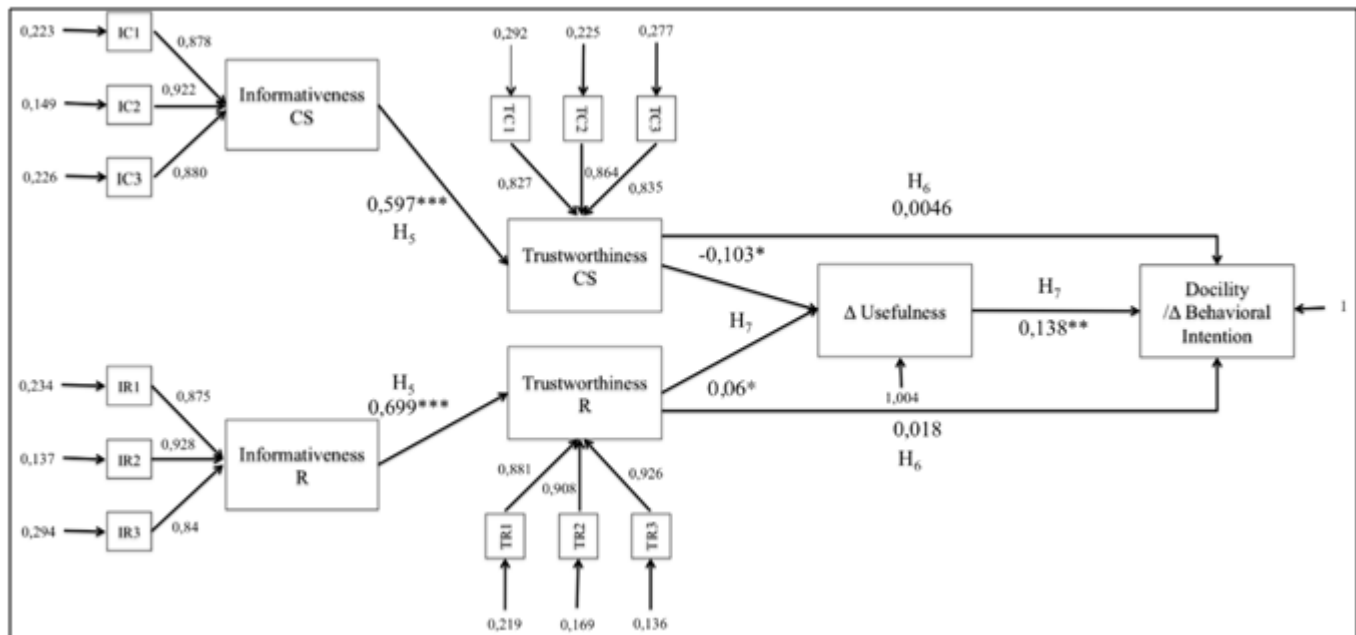 0,223
IC1
0,878
0,149
IC2
0,922
0,226
IC3
0,880
Informativeness
CS
0,597***
H5
0,292
0,225
0,277
TC1
TC2
TC3
0,827
0,864
0,835
Trustworthiness
CS
H6
0,0046
-0,103*
H7
Δ Usefulness
1,004
H7
0,138**
Docility
/Δ Behavioral
Intention
1
0,234
IR1
0,875
0,137
IR2
0,928
0,294
IR3
0,84
Informativeness
R
H5
0,699***
Trustworthiness
R
0,06*
0,018
H6
0,881
0,908
0,926
TR1
TR2
TR3
0,219
0,169
0,136